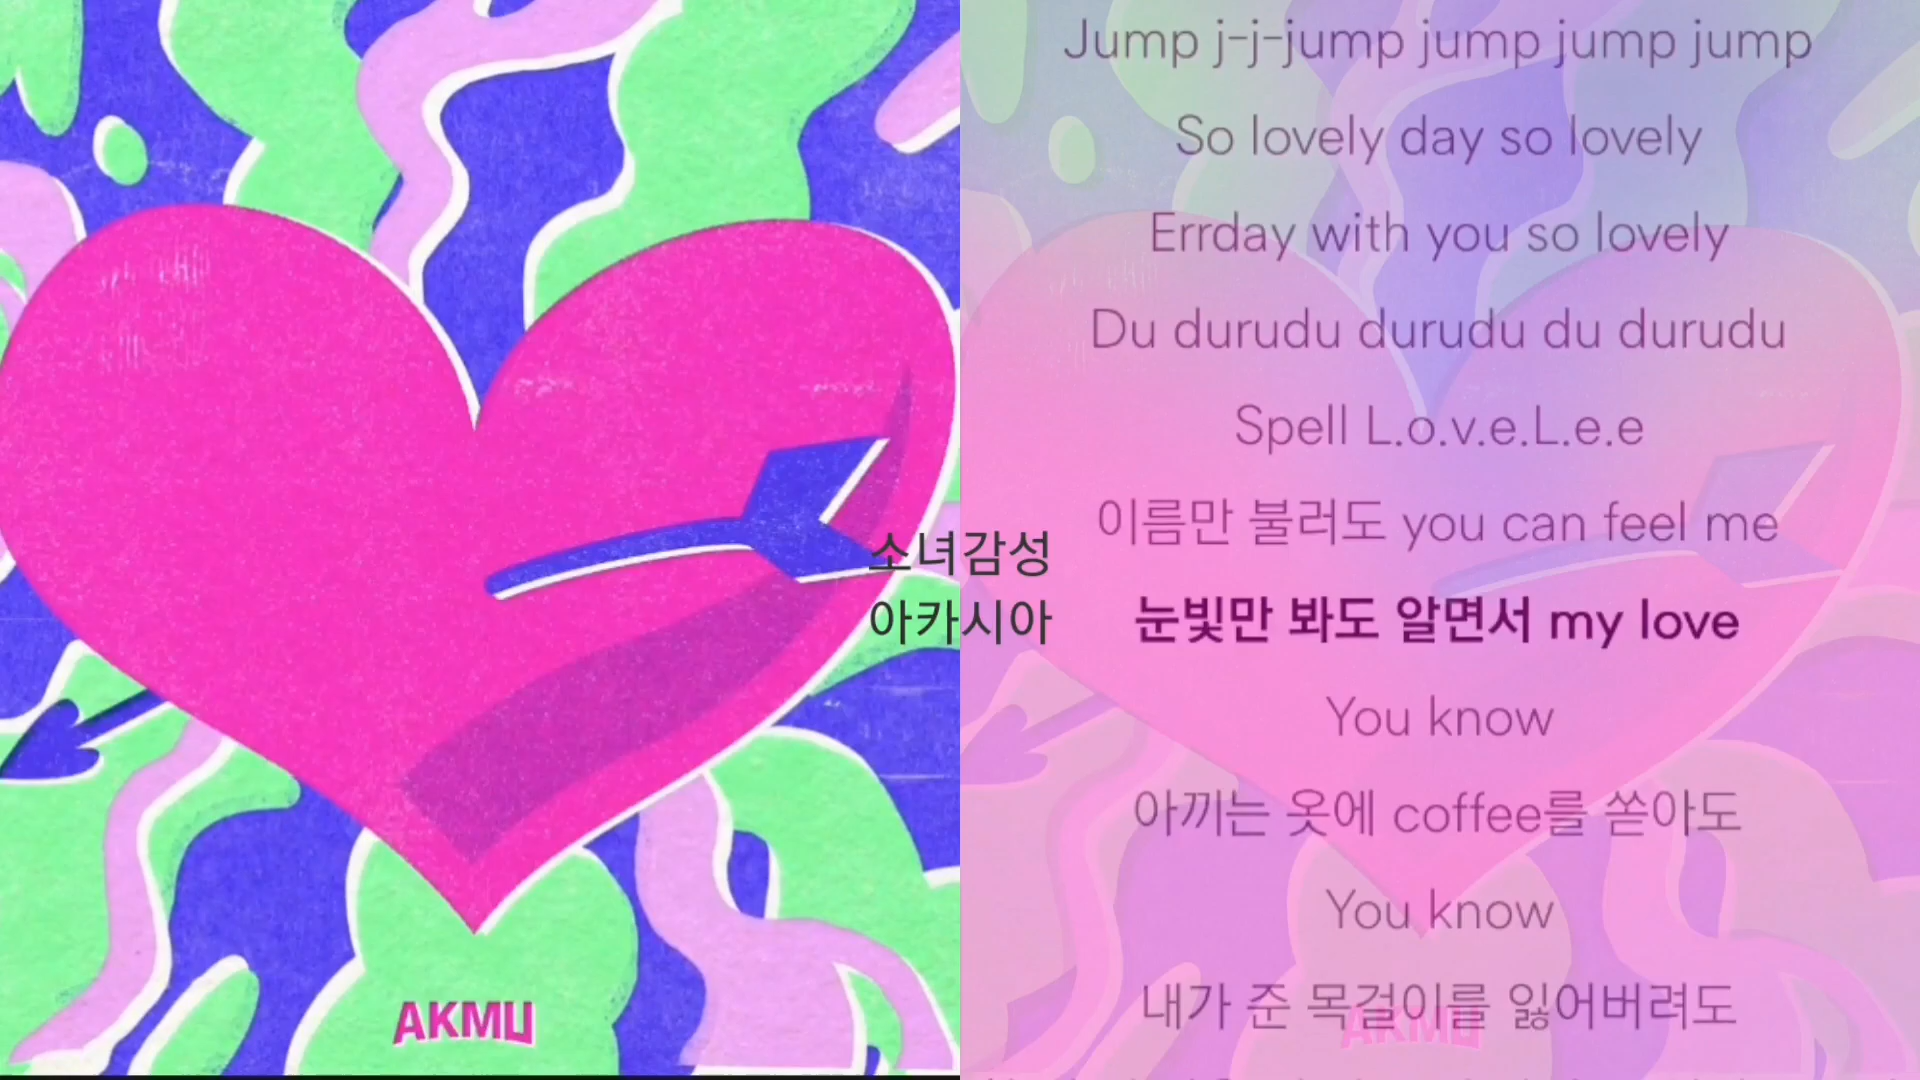 AKMU
소녀감성
아카시아
Jump j-j-jump jump jump jump
So lovely day so lovely
Errday with you so lovely
Du durudu durudu du durudu
Spell L.o.v.e.L.e.e
이름만 불러도 you can feel me
눈빛만 봐도 알면서 my love
You know
아끼는 옷에 coffee를 쏟아도
You know
내가 준 목걸이를 잃어버려도
AKMU